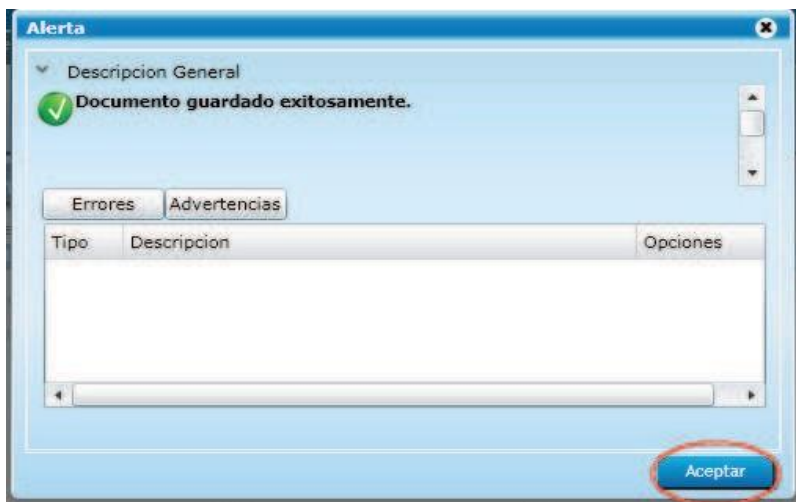 Alerta
Descripcion General
Documento guardado exitosamente.
Errores Advertencias
Tipo Descripcion Opciones
Aceptar